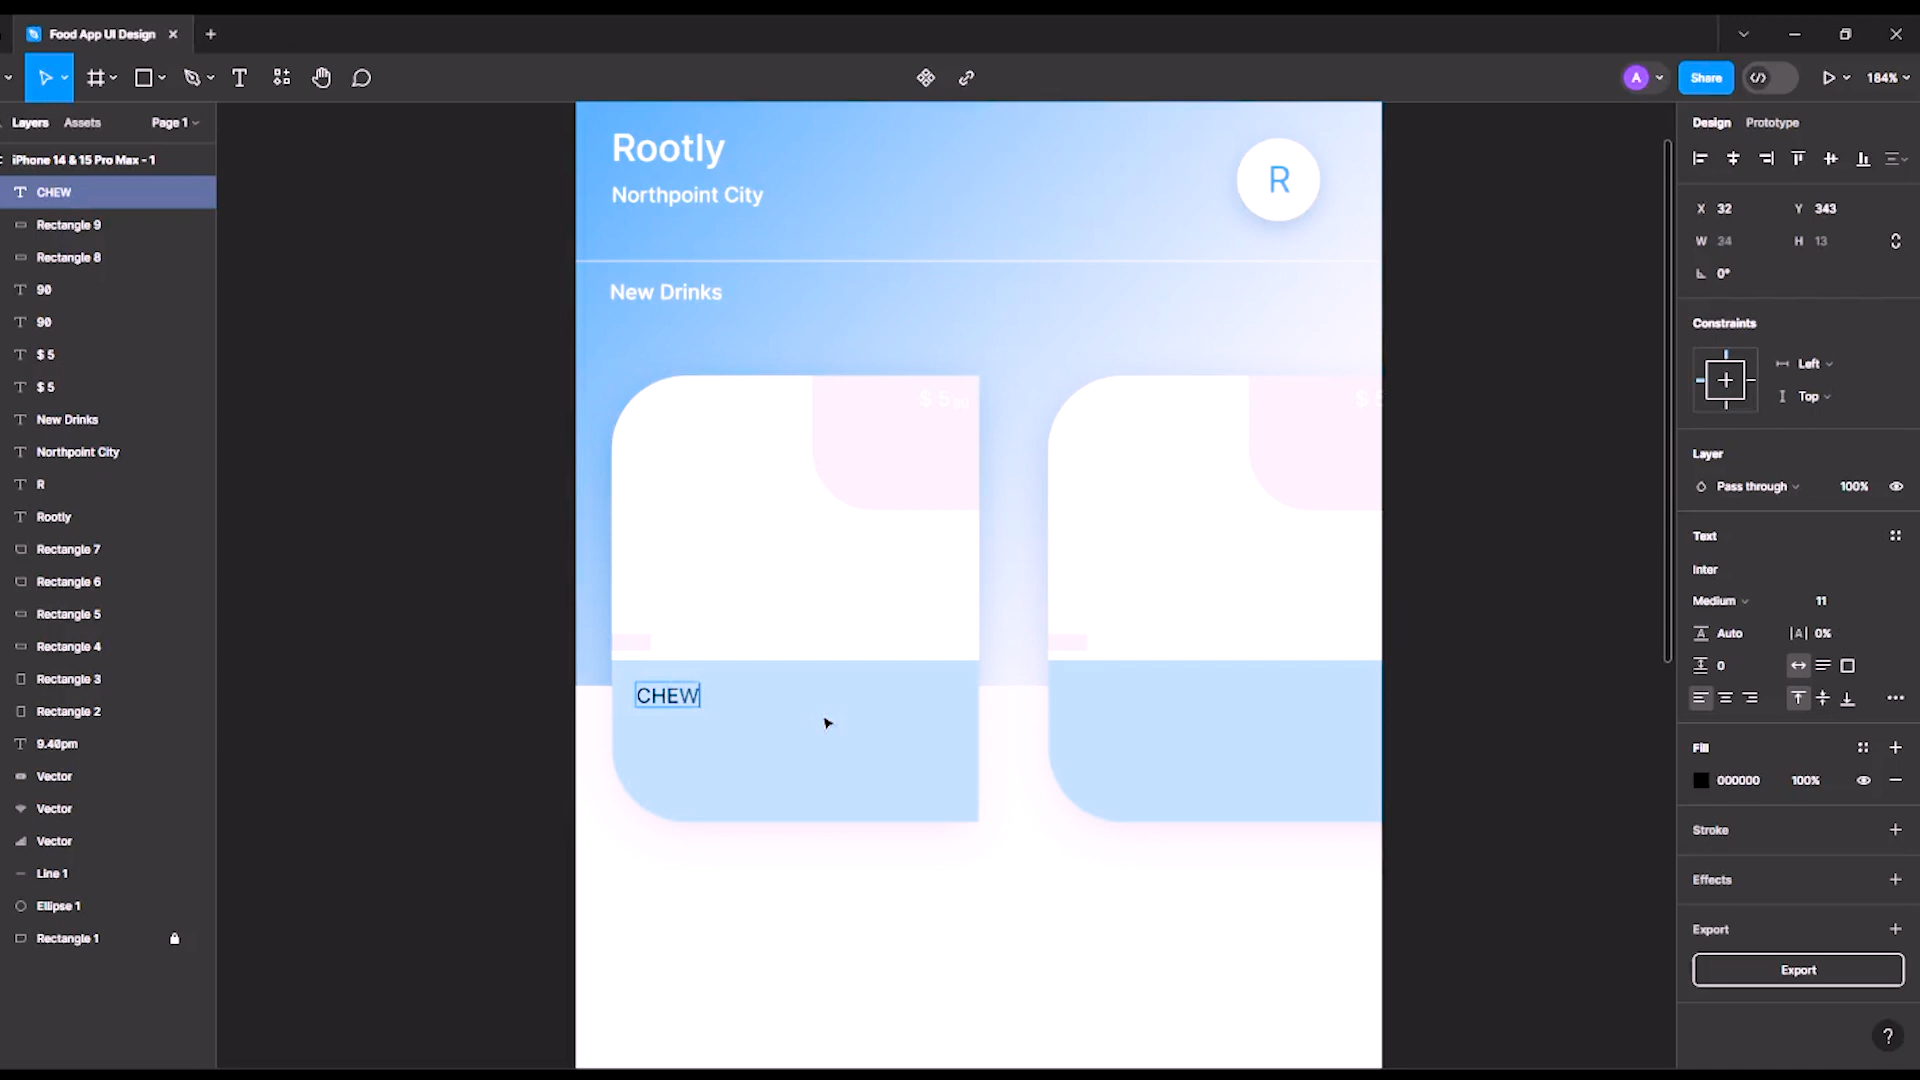 Food App UI Design
A
Share
184%
Layers
Assets
Page 1
iPhone 14 & 15 Pro Max - 1
CHEW
Rectangle 9
Rectangle 8
90
90
$ 5
$ 5
New Drinks
Northpoint City
R
Rootly
Rectangle 7
Rectangle 6
Rectangle 5
Rectangle 4
Rectangle 3
Rectangle 2
9.40pm
Vector
Vector
Vector
Line 1
Ellipse 1
Rectangle 1
Rootly
Northpoint City
R
New Drinks
$ 5 90
$ 5
CHEW
Design
Prototype
X 32
Y 343
W 34
H 13
0°
Constraints
Left
Top
Layer
Pass through
100%
Text
Inter
Medium
11
Auto
|A| 0%
0
Fill
000000
100%
Stroke
Effects
Export
Export
?